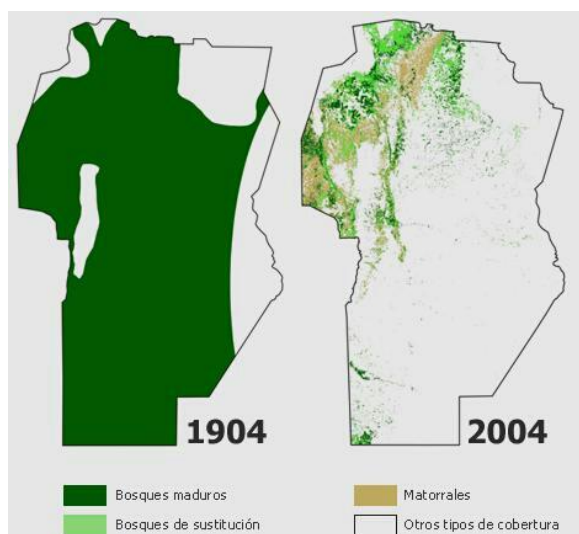 1904
2004
Bosques maduros
Matorrales
Bosques de sustitución
Otros tipos de cobertura